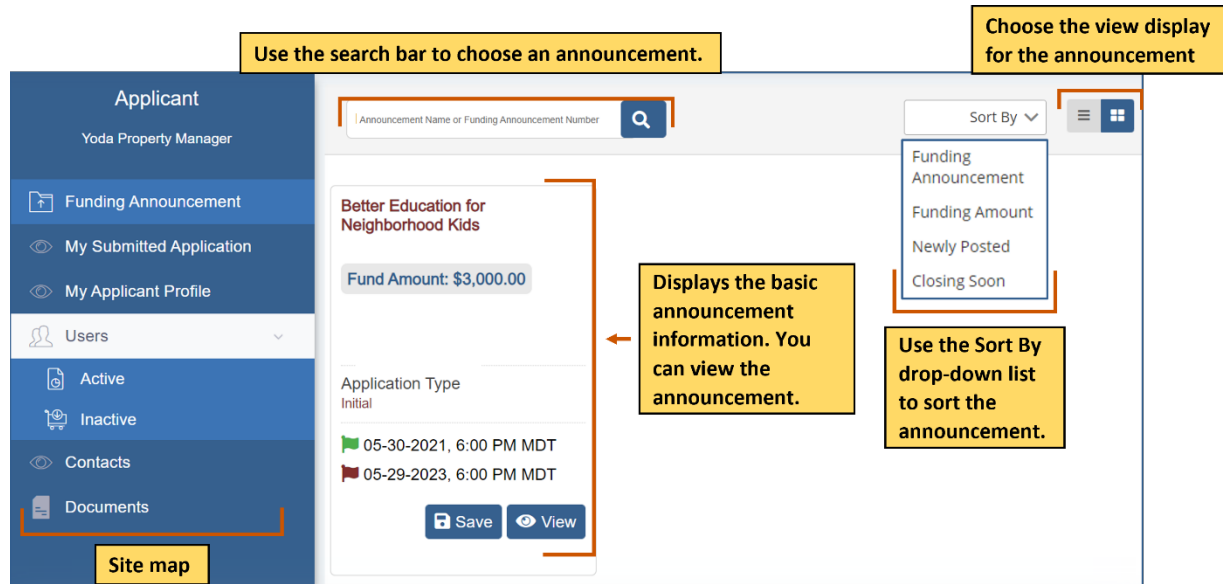 Use the search bar to choose an announcement.
Choose the view display
for the announcement
Applicant
Yoda Property Manager
Funding Announcement
My Submitted Application
My Applicant Profile
Users
Active
Inactive
Contacts
Documents
Site map
Announcement Name or Funding Announcement Number
Sort By
Funding
Announcement
Funding Amount
Newly Posted
Closing Soon
Better Education for
Neighborhood Kids
Fund Amount: $3,000.00
Application Type
Initial
05-30-2021, 6:00 PM MDT
05-29-2023, 6:00 PM MDT
Save
View
Displays the basic
announcement
information. You
can view the
announcement.
Use the Sort By
drop-down list
to sort the
announcement.